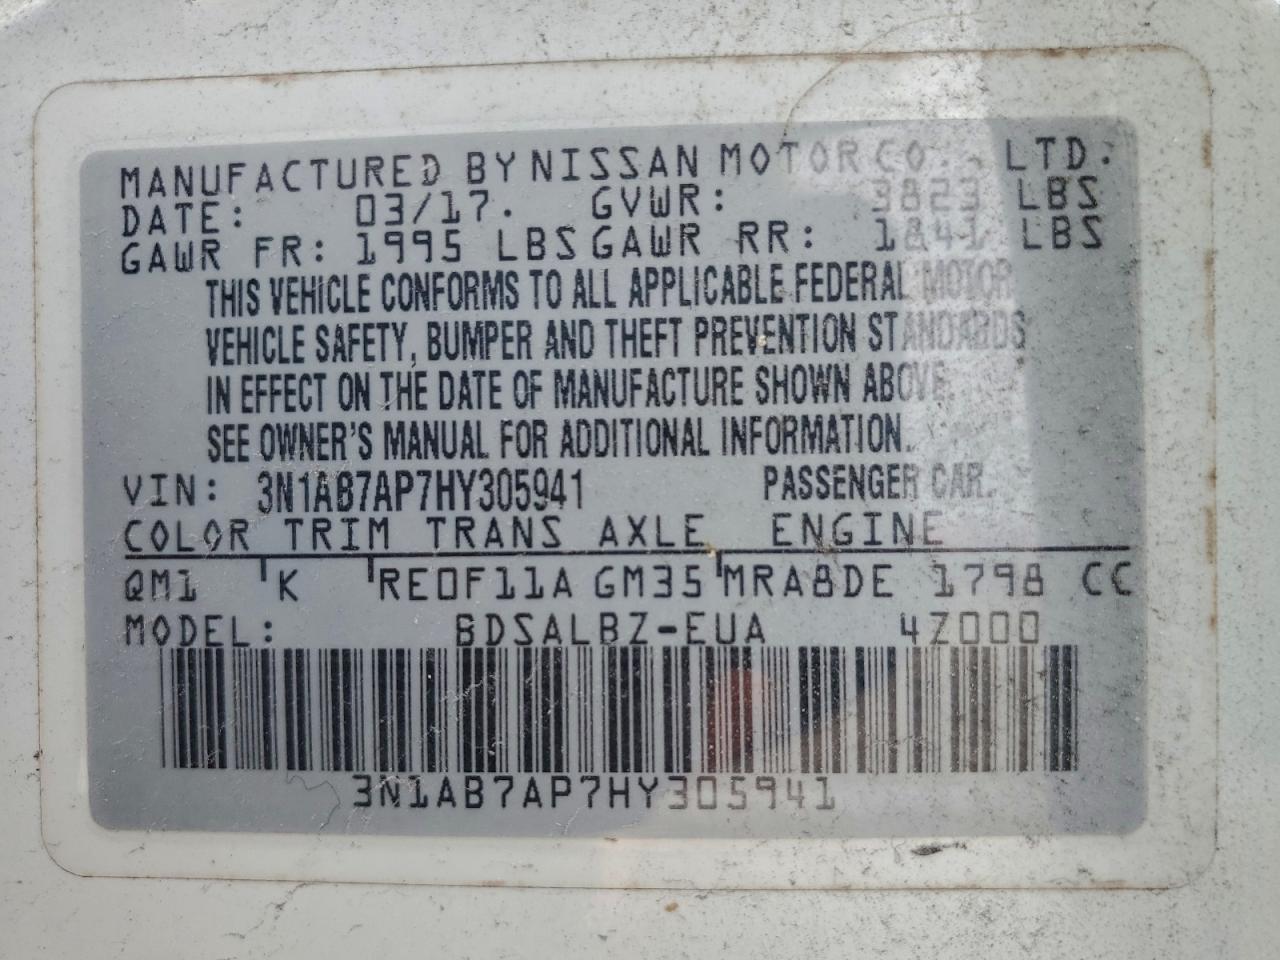 MANUFACTURED BY NISSAN MOTOR CO. LTD.
DATE: 03/17. GVWR: 3823 LBS
GAWR FR: 1995 LBS GAWR RR: 1841 LBS
THIS VEHICLE CONFORMS TO ALL APPLICABLE FEDERAL MOTOR
VEHICLE SAFETY, BUMPER AND THEFT PREVENTION STANDARDS
IN EFFECT ON THE DATE OF MANUFACTURE SHOWN ABOVE.
SEE OWNER'S MANUAL FOR ADDITIONAL INFORMATION.
VIN: 3N1AB7AP7HY305941 PASSENGER CAR.
COLOR TRIM TRANS AXLE ENGINE
QM1 K RE0F11A GM35 MRA8DE 1798 CC
MODEL: BDSALBZ-EUA 4Z000
3N1AB7AP7HY305941